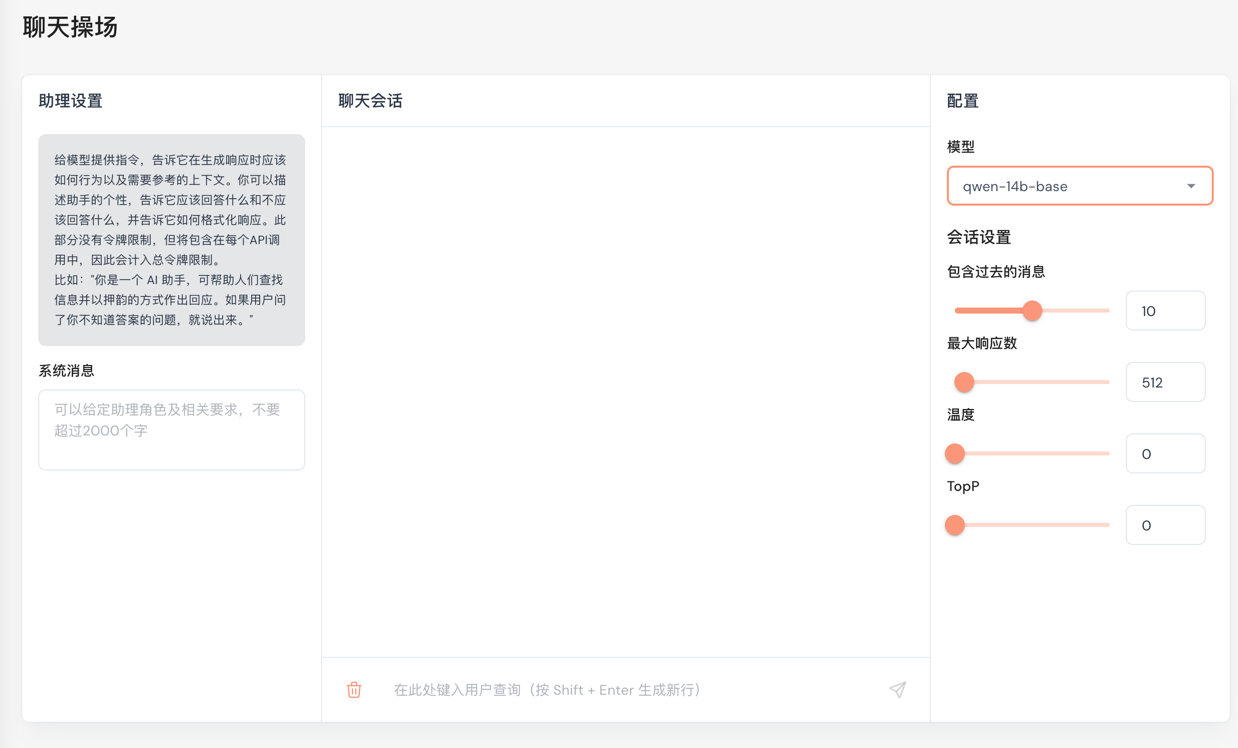 聊天操场
助理设置
给模型提供指令，告诉它在生成响应时应该
如何行为以及需要参考的上下文。你可以描
述助手的个性，告诉它应该回答什么和不应
该回答什么，并告诉它如何格式化响应。此
部分没有令牌限制，但将包含在每个API调
用中，因此会计入总令牌限制。
比如："你是一个 AI 助手，可帮助人们查找
信息并以押韵的方式作出回应。如果用户问
了你不知道答案的问题，就说出来。"
系统消息
可以给定助理角色及相关要求，不要
超过2000个字
聊天会话
在此处键入用户查询（按 Shift + Enter 生成新行）
配置
模型
qwen-14b-base
会话设置
包含过去的消息
10
最大响应数
512
温度
0
TopP
0